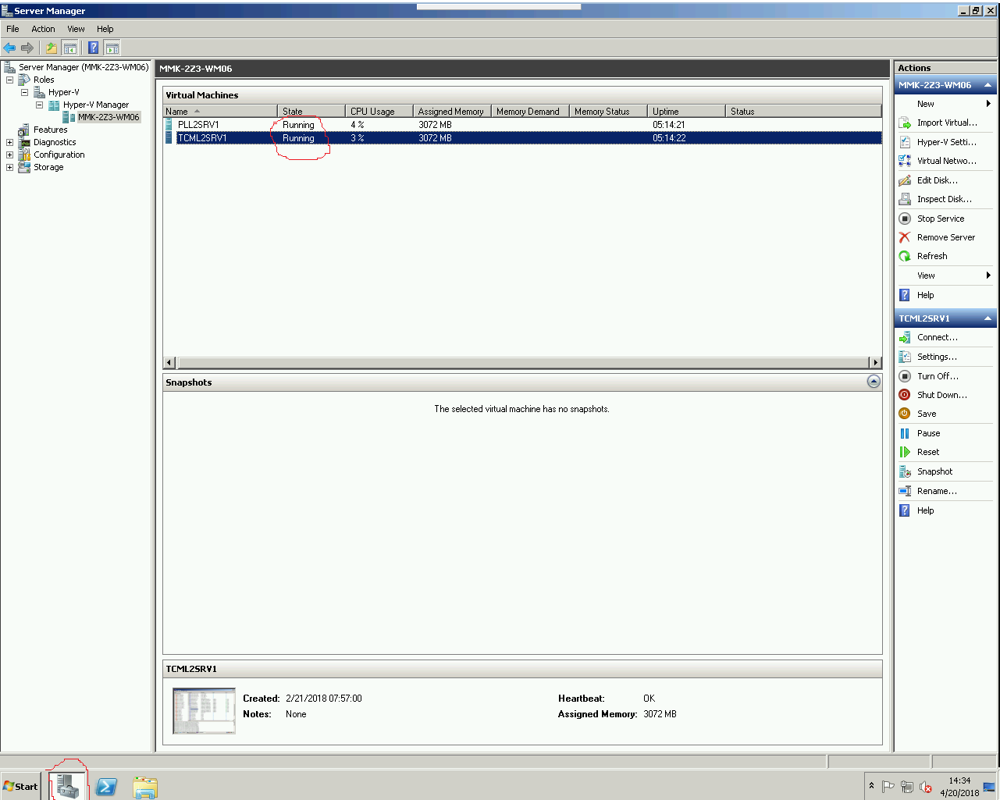 Server Manager
File Action View Help
Server Manager (MMK-2Z3-WM06)
Roles
Hyper-V
Hyper-V Manager
MMK-2Z3-WM06
Features
Diagnostics
Configuration
Storage
MMK-2Z3-WM06
Virtual Machines
Name State CPU Usage Assigned Memory Memory Demand Memory Status Uptime Status
PLL2SRV1 Running 4 % 3072 MB 05:14:21
TCML2SRV1 Running 3 % 3072 MB 05:14:22
Snapshots
The selected virtual machine has no snapshots.
TCML2SRV1
Created: 2/21/2018 07:57:00 Heartbeat: OK
Notes: None Assigned Memory: 3072 MB
Actions
MMK-2Z3-WM06
New
Import Virtual...
Hyper-V Setti...
Virtual Netwo...
Edit Disk...
Inspect Disk...
Stop Service
Remove Server
Refresh
View
Help
TCML2SRV1
Connect...
Settings...
Turn Off...
Shut Down...
Save
Pause
Reset
Snapshot
Rename...
Help
Start
14:34
4/20/2018